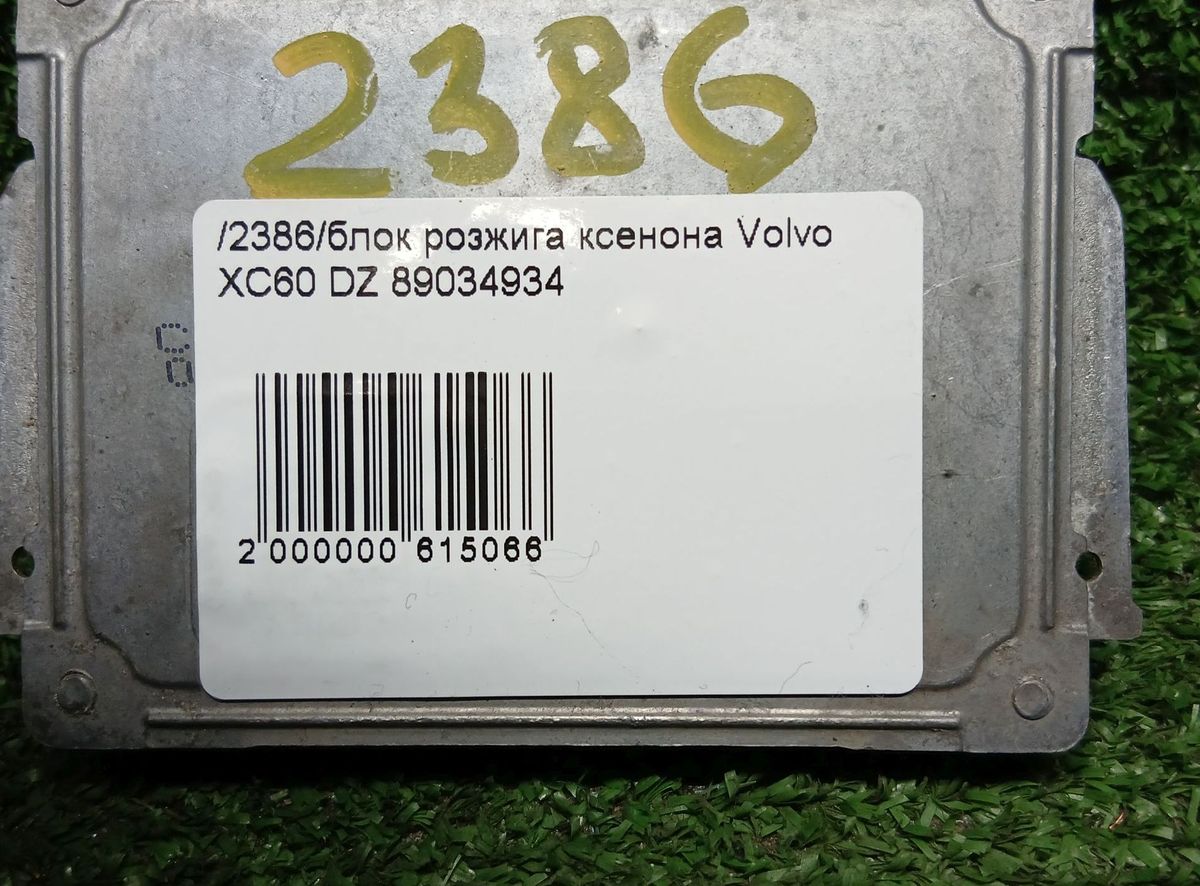 2386
/2386/блок розжига ксенона Volvo
XC60 DZ 89034934
2 000000 615066